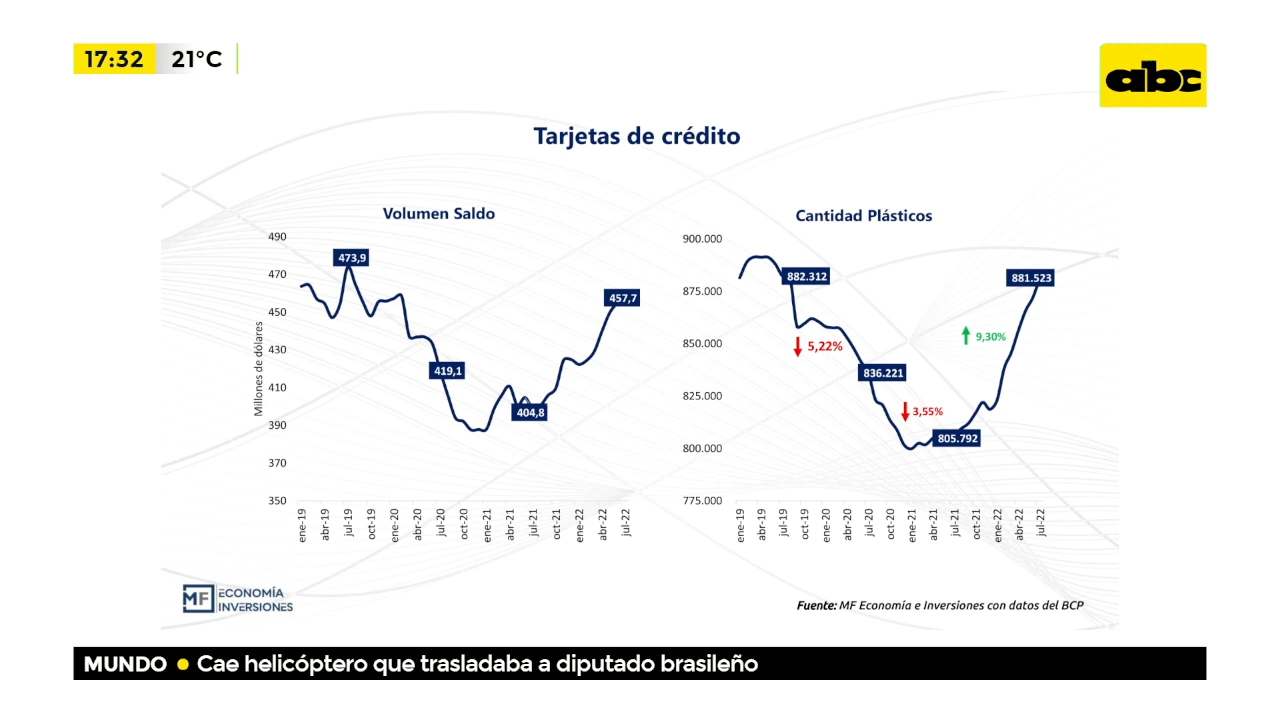 17:32 21°C
abc
Tarjetas de crédito
Volumen Saldo
Millones de dólares
490
470
450
430
410
390
370
350
473,9
419,1
404,8
457,7
ene-19 abr-19 jul-19 oct-19 ene-20 abr-20 jul-20 oct-20 ene-21 abr-21 jul-21 oct-21 ene-22 abr-22 jul-22
Cantidad Plásticos
900.000
875.000
850.000
825.000
800.000
775.000
882.312
5,22%
836.221
3,55%
805.792
9,30%
881.523
ene-19 abr-19 jul-19 oct-19 ene-20 abr-20 jul-20 oct-20 ene-21 abr-21 jul-21 oct-21 ene-22 abr-22 jul-22
MF ECONOMÍA
INVERSIONES
Fuente: MF Economía e Inversiones con datos del BCP
MUNDO ● Cae helicóptero que trasladaba a diputado brasileño